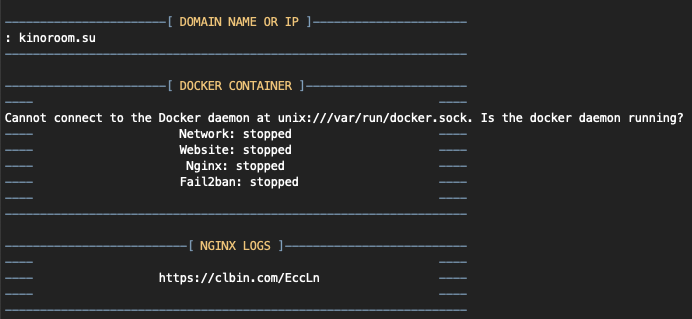 [ DOMAIN NAME OR IP ]
: kinoroom.su
[ DOCKER CONTAINER ]
Cannot connect to the Docker daemon at unix:///var/run/docker.sock. Is the docker daemon running?
Network: stopped
Website: stopped
Nginx: stopped
Fail2ban: stopped
[ NGINX LOGS ]
https://clbin.com/EccLn